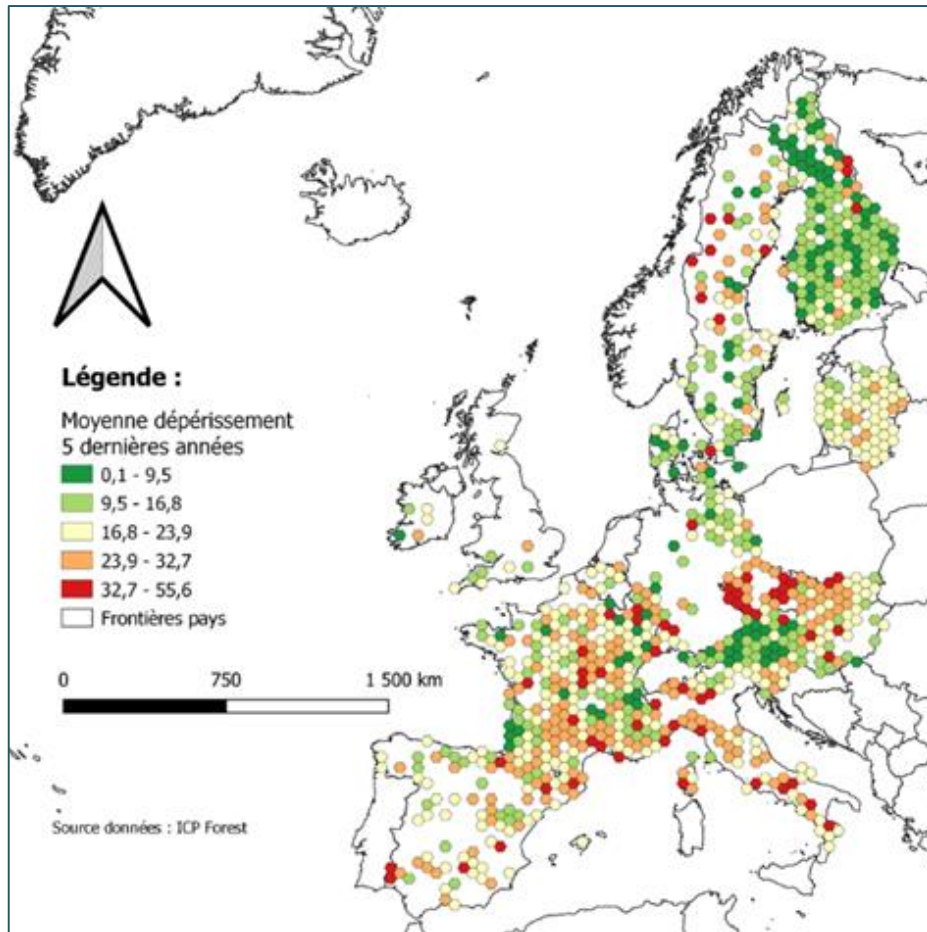 Légende :
Moyenne dépérissement
5 dernières années
0,1 - 9,5
9,5 - 16,8
16,8 - 23,9
23,9 - 32,7
32,7 - 55,6
Frontières pays
0 750 1 500 km
Source données : ICP Forest